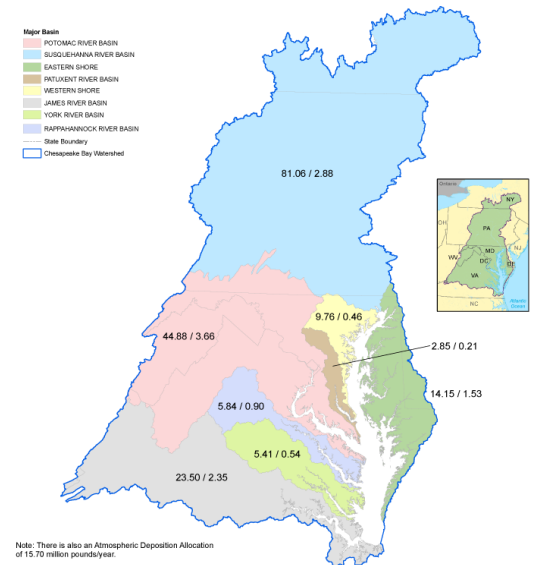 Major Basin
POTOMAC RIVER BASIN
SUSQUEHANNA RIVER BASIN
EASTERN SHORE
PATUXENT RIVER BASIN
WESTERN SHORE
JAMES RIVER BASIN
YORK RIVER BASIN
RAPPAHANNOCK RIVER BASIN
State Boundary
Chesapeake Bay Watershed
81.06 / 2.88
Ontario
NY
OH
PA
NJ
MD
WV
DC
DE
VA
NC
Atlantic
Ocean
9.76 / 0.46
44.88 / 3.66
2.85 / 0.21
14.15 / 1.53
5.84 / 0.90
5.41 / 0.54
23.50 / 2.35
Note: There is also an Atmospheric Deposition Allocation
of 15.70 million pounds/year.